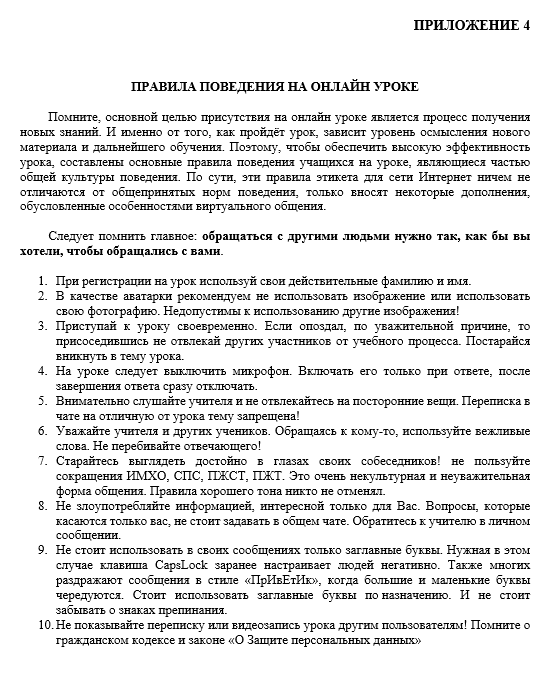 ПРИЛОЖЕНИЕ 4
ПРАВИЛА ПОВЕДЕНИЯ НА ОНЛАЙН УРОКЕ
Помните, основной целью присутствия на онлайн уроке является процесс получения
новых знаний. И именно от того, как пройдёт урок, зависит уровень осмысления нового
материала и дальнейшего обучения. Поэтому, чтобы обеспечить высокую эффективность
урока, составлены основные правила поведения учащихся на уроке, являющиеся частью
общей культуры поведения. По сути, эти правила этикета для сети Интернет ничем не
отличаются от общепринятых норм поведения, только вносят некоторые дополнения,
обусловленные особенностями виртуального общения.
Следует помнить главное: обращаться с другими людьми нужно так, как бы вы
хотели, чтобы обращались с вами.
1. При регистрации на урок используй свои действительные фамилию и имя.
2. В качестве аватарки рекомендуем не использовать изображение или использовать
свою фотографию. Недопустимы к использованию другие изображения!
3. Приступай к уроку своевременно. Если опоздал, по уважительной причине, то
присоседившись не отвлекай других участников от учебного процесса. Постарайся
вникнуть в тему урока.
4. На уроке следует выключить микрофон. Включать его только при ответе, после
завершения ответа сразу отключать.
5. Внимательно слушайте учителя и не отвлекайтесь на посторонние вещи. Переписка в
чате на отличную от урока тему запрещена!
6. Уважайте учителя и других учеников. Обращаясь к кому-то, используйте вежливые
слова. Не перебивайте отвечающего!
7. Старайтесь выглядеть достойно в глазах своих собеседников! не пользуйте
сокращения ИМХО, СПС, ПЖСТ, ПЖТ. Это очень некультурная и неуважительная
форма общения. Правила хорошего тона никто не отменял.
8. Не злоупотребляйте информацией, интересной только для Вас. Вопросы, которые
касаются только вас, не стоит задавать в общем чате. Обратитесь к учителю в личном
сообщении.
9. Не стоит использовать в своих сообщениях только заглавные буквы. Нужная в этом
случае клавиша CapsLock заранее настраивает людей негативно. Также многих
раздражают сообщения в стиле «ПрИвЕтИк», когда большие и маленькие буквы
чередуются. Стоит использовать заглавные буквы по назначению. И не стоит
забывать о знаках препинания.
10. Не показывайте переписку или видеозапись урока другим пользователям! Помните о
гражданском кодексе и законе «О Защите персональных данных»